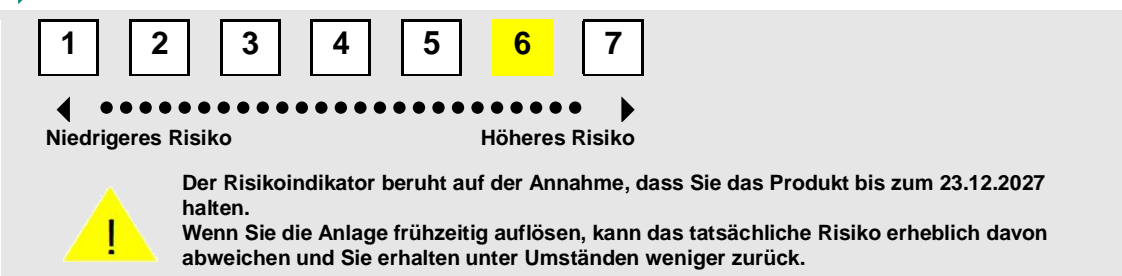 1 2 3 4 5 6 7
Niedrigeres Risiko Höheres Risiko
Der Risikoindikator beruht auf der Annahme, dass Sie das Produkt bis zum 23.12.2027
halten.
Wenn Sie die Anlage frühzeitig auflösen, kann das tatsächliche Risiko erheblich davon
abweichen und Sie erhalten unter Umständen weniger zurück.
!